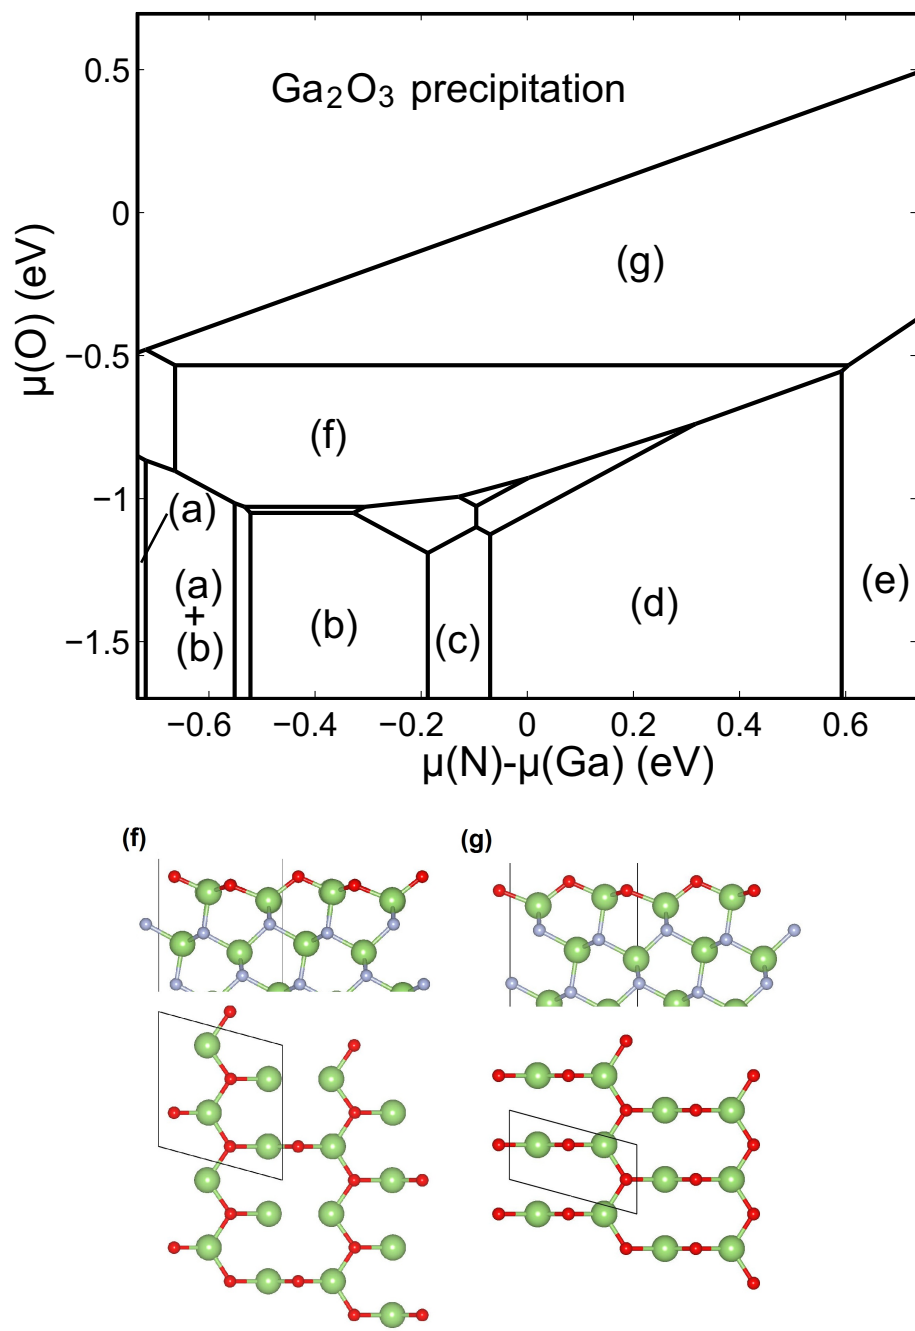 Ga₂O₃ precipitation
0.5
0
−0.5
−1
−1.5
μ(O) (eV)
(g)
(f)
(a)
(a)
+
(b)
(b)
(c)
(d)
(e)
−0.6 −0.4 −0.2 0 0.2 0.4 0.6
μ(N)-μ(Ga) (eV)
(f) (g)